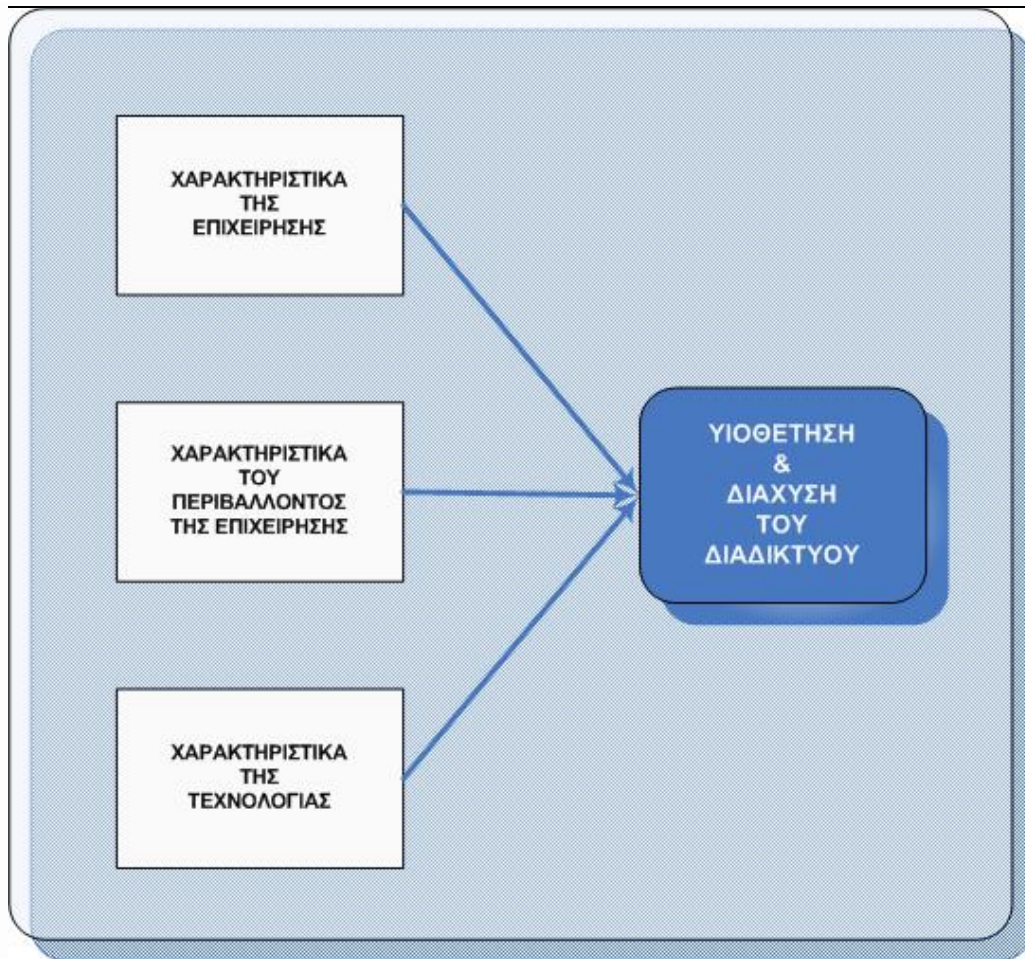 ΧΑΡΑΚΤΗΡΙΣΤΙΚΑ
ΤΗΣ
ΕΠΙΧΕΙΡΗΣΗΣ
ΧΑΡΑΚΤΗΡΙΣΤΙΚΑ
ΤΟΥ
ΠΕΡΙΒΑΛΛΟΝΤΟΣ
ΤΗΣ ΕΠΙΧΕΙΡΗΣΗΣ
ΧΑΡΑΚΤΗΡΙΣΤΙΚΑ
ΤΗΣ
ΤΕΧΝΟΛΟΓΙΑΣ
ΥΙΟΘΕΤΗΣΗ
&
ΔΙΑΧΥΣΗ
ΤΟΥ
ΔΙΑΔΙΚΤΥΟΥ